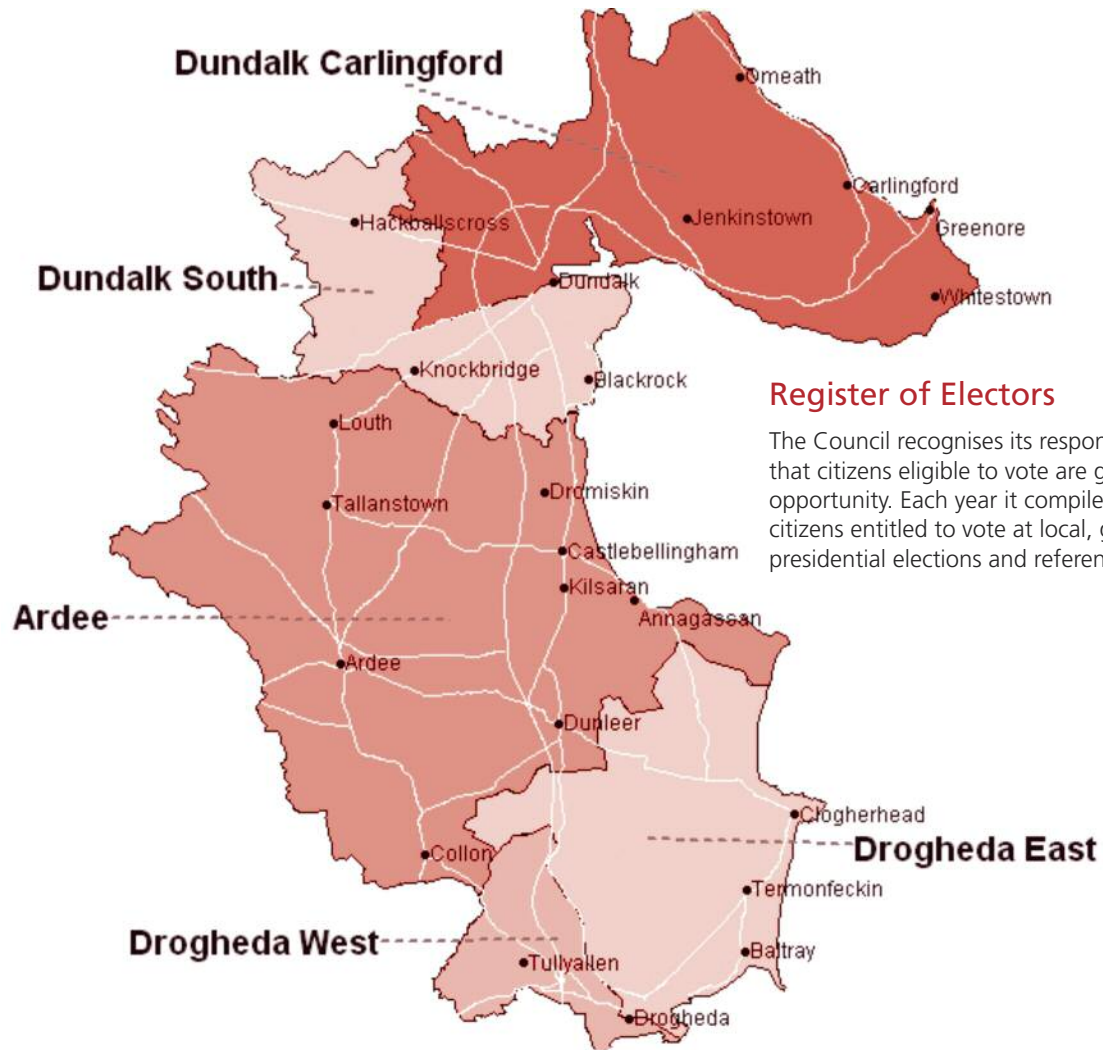 Dundalk Carlingford
Omeath
Carlingford
Hackballscross
Jenkinstown
Greenore
Dundalk South
Dundalk
Whitestown
Knockbridge
Blackrock
Register of Electors
Louth
The Council recognises its
that citizens eligible to vote are
Tallanstown
Dromiskin
opportunity. Each year it
citizens entitled to vote at local,
Castlebellingham
presidential elections and
Kilsaran
Ardee
Annagassan
Ardee
Dunleer
Clogherhead
Collon
Drogheda East
Termonfeckin
Drogheda West
Baltray
Tullyallen
Drogheda